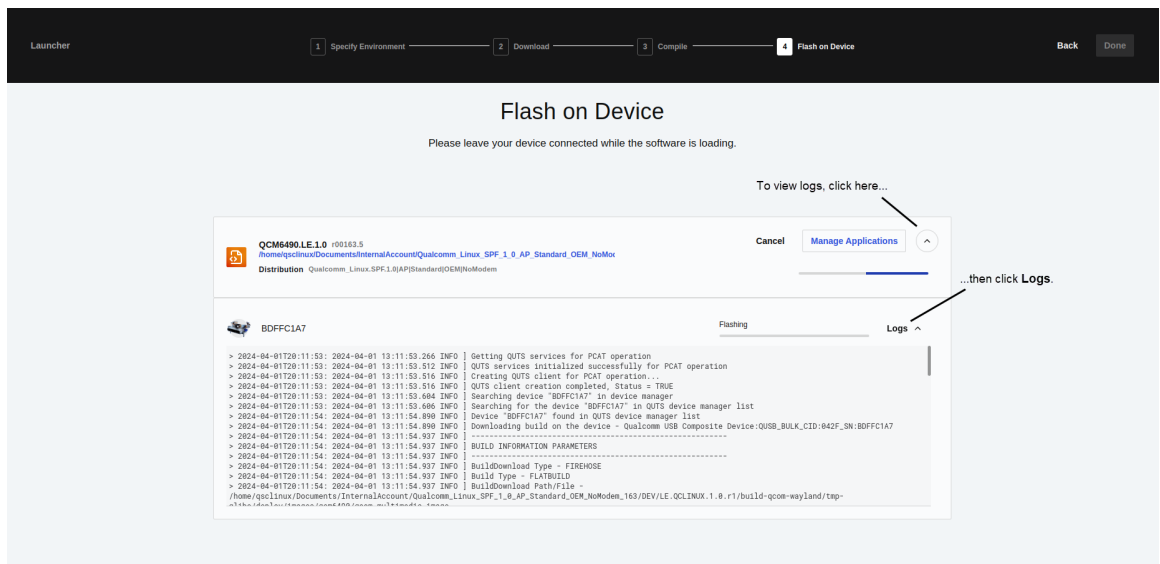 Launcher
1 Specify Environment
2 Download
3 Compile
4 Flash on Device
Back
Done
Flash on Device
Please leave your device connected while the software is loading.
To view logs, click here...
QCM6490.LE.1.0 r00163.5
/home/qsclinux/Documents/InternalAccount/Qualcomm_Linux_SPF_1_0_AP_Standard_OEM_NoMo
Distribution Qualcomm_Linux.SPF.1.0|AP|Standard|OEM|NoModem
Cancel
Manage Applications
...then click Logs.
BDFFC1A7
Flashing
Logs
> 2024-04-01T20:11:53: 2024-04-01 13:11:53.266 INFO ] Getting QUTS services for PCAT operation
> 2024-04-01T20:11:53: 2024-04-01 13:11:53.512 INFO ] QUTS services initialized successfully for PCAT operation
> 2024-04-01T20:11:53: 2024-04-01 13:11:53.516 INFO ] Creating QUTS client for PCAT operation...
> 2024-04-01T20:11:53: 2024-04-01 13:11:53.516 INFO ] QUTS client creation completed, Status = TRUE
> 2024-04-01T20:11:53: 2024-04-01 13:11:53.604 INFO ] Searching device "BDFFC1A7" in device manager
> 2024-04-01T20:11:53: 2024-04-01 13:11:53.606 INFO ] Searching for the device "BDFFC1A7" in QUTS device manager list
> 2024-04-01T20:11:54: 2024-04-01 13:11:54.890 INFO ] Device "BDFFC1A7" found in QUTS device manager list
> 2024-04-01T20:11:54: 2024-04-01 13:11:54.890 INFO ] Downloading build on the device - Qualcomm USB Composite Device:QUSB_BULK_CID:042F_SN:BDFFC1A7
> 2024-04-01T20:11:54: 2024-04-01 13:11:54.937 INFO ] ---------------------------------------------------------
> 2024-04-01T20:11:54: 2024-04-01 13:11:54.937 INFO ] BUILD INFORMATION PARAMETERS
> 2024-04-01T20:11:54: 2024-04-01 13:11:54.937 INFO ] ---------------------------------------------------------
> 2024-04-01T20:11:54: 2024-04-01 13:11:54.937 INFO ] BuildDownload Type - FIREHOSE
> 2024-04-01T20:11:54: 2024-04-01 13:11:54.937 INFO ] Build Type - FLATBUILD
> 2024-04-01T20:11:54: 2024-04-01 13:11:54.937 INFO ] BuildDownload Path/File -
/home/qsclinux/Documents/InternalAccount/Qualcomm_Linux_SPF_1_0_AP_Standard_OEM_NoModem_163/DEV/LE.QCLINUX.1.0.r1/build-qcom-wayland/tmp-